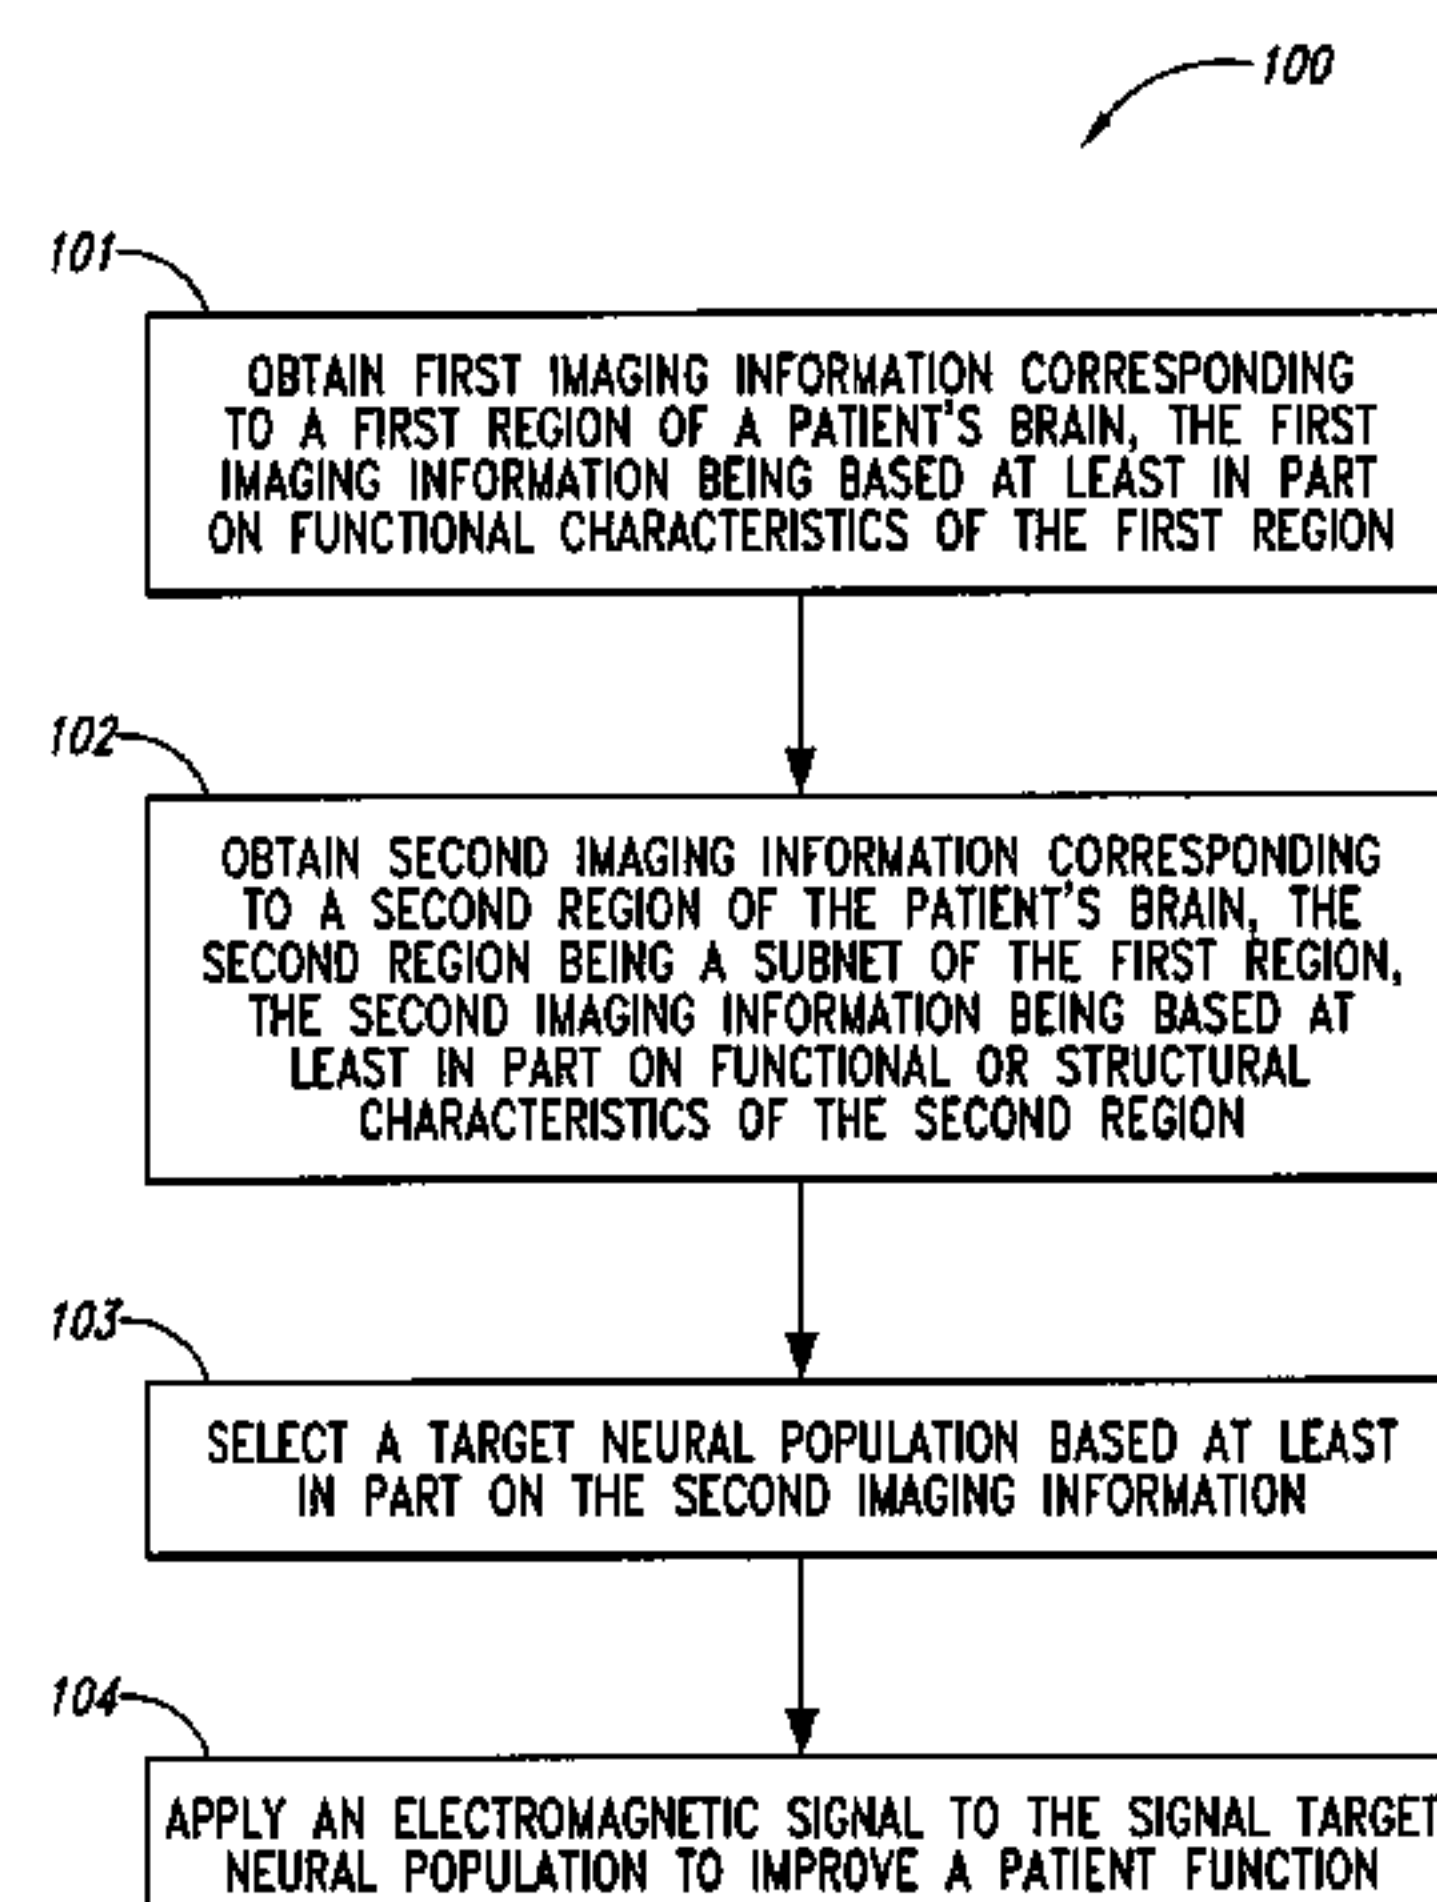 100
101
OBTAIN FIRST IMAGING INFORMATION CORRESPONDING
TO A FIRST REGION OF A PATIENT'S BRAIN, THE FIRST
IMAGING INFORMATION BEING BASED AT LEAST IN PART
ON FUNCTIONAL CHARACTERISTICS OF THE FIRST REGION
102
OBTAIN SECOND IMAGING INFORMATION CORRESPONDING
TO A SECOND REGION OF THE PATIENT'S BRAIN, THE
SECOND REGION BEING A SUBNET OF THE FIRST REGION,
THE SECOND IMAGING INFORMATION BEING BASED AT
LEAST IN PART ON FUNCTIONAL OR STRUCTURAL
CHARACTERISTICS OF THE SECOND REGION
103
SELECT A TARGET NEURAL POPULATION BASED AT LEAST
IN PART ON THE SECOND IMAGING INFORMATION
104
APPLY AN ELECTROMAGNETIC SIGNAL TO THE SIGNAL TARGET
NEURAL POPULATION TO IMPROVE A PATIENT FUNCTION